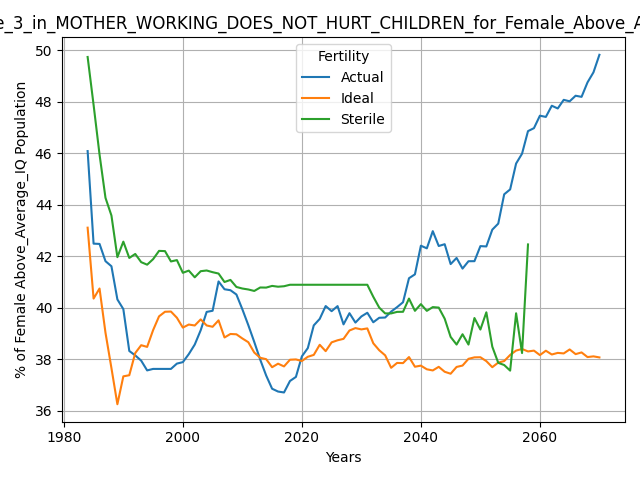 e_3_in_MOTHER_WORKING_DOES_NOT_HURT_CHILDREN_for_Female_Above_A
Fertility
Actual
Ideal
Sterile
% of Female Above_Average_IQ Population
50
48
46
44
42
40
38
36
1980
2000
2020
2040
2060
Years